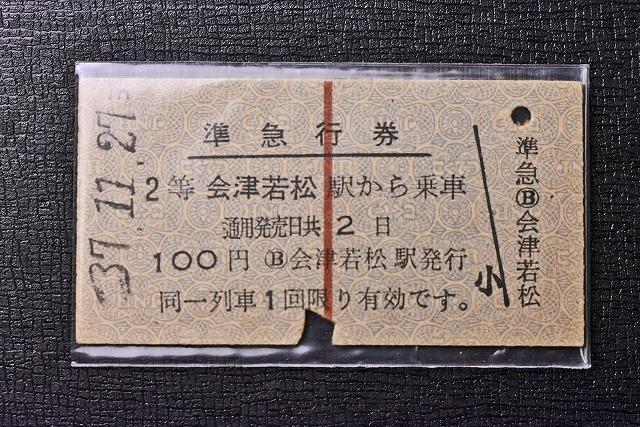 37.11.27
準急行券
2等 会津若松 駅から乗車
通用発売日共 2 日
100円 Ⓑ会津若松駅発行
同一列車1回限り有効です。
小
準急Ⓑ会津若松